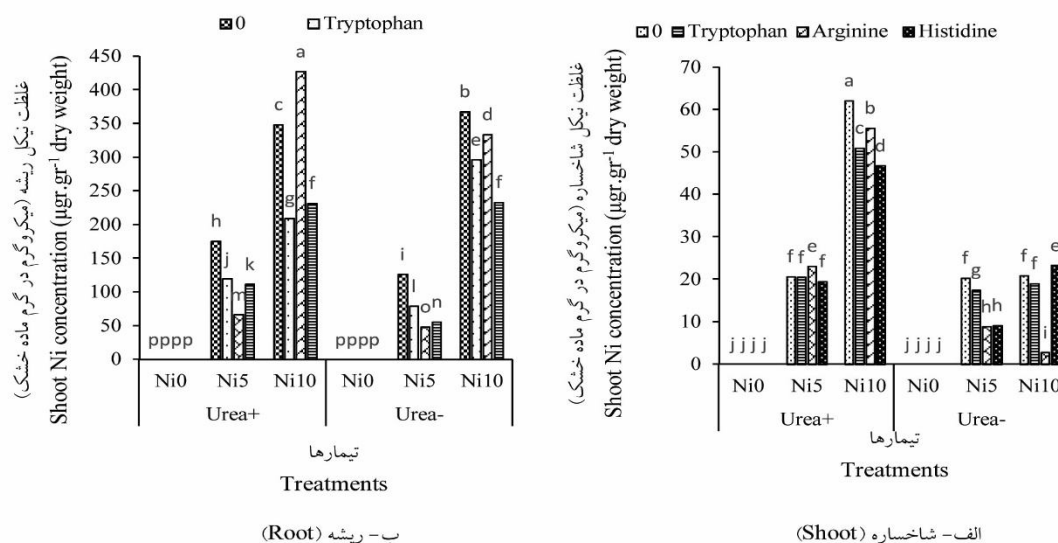 0 Tryptophan
غلظت نیکل ریشه (میکروگرم در گرم ماده خشک)
Shoot Ni concentration (µgr.gr⁻¹ dry weight)
450
400
350
300
250
200
150
100
50
0
pppp h j m k c g a f pppp i l o n b e d f
Ni0 Ni5 Ni10 Ni0 Ni5 Ni10
Urea+ Urea-
تیمارها
Treatments
ب- ریشه (Root)
0 Tryptophan Arginine Histidine
غلظت نیکل شاخساره (میکروگرم در گرم ماده خشک)
Shoot Ni concentration (µgr.gr⁻¹ dry weight)
70
60
50
40
30
20
10
0
j j j j f f e f a c b d j j j j f g h h f f i e
Ni0 Ni5 Ni10 Ni0 Ni5 Ni10
Urea+ Urea-
تیمارها
Treatments
الف- شاخساره (Shoot)